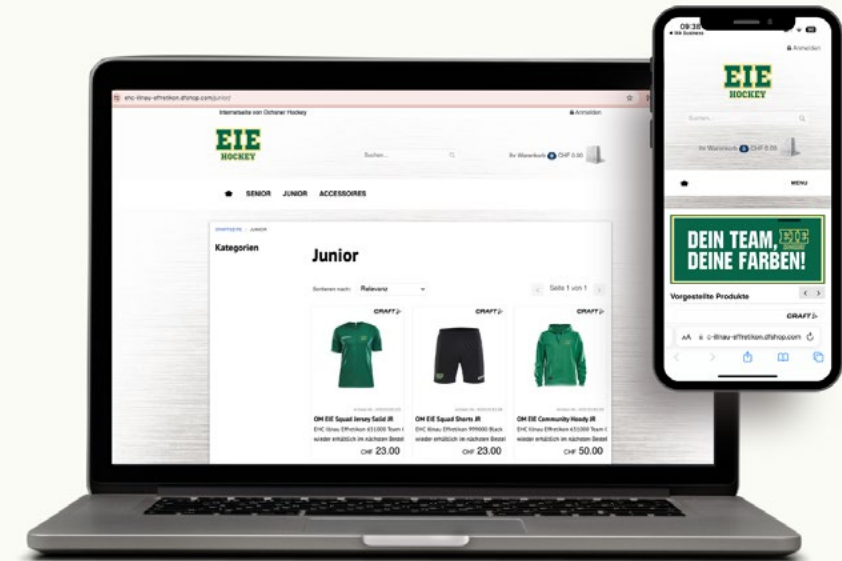 ehc-illnau-effretikon.dfshop.com/junior/
Internetseite von Ochsner Hockey
Anmelden
EIE
HOCKEY
Suchen...
Ihr Warenkorb 0 CHF 0.00
SENIOR JUNIOR ACCESSOIRES
STARTSEITE / JUNIOR
Kategorien
Junior
Sortieren nach: Relevanz
Seite 1 von 1
CRAFT
CRAFT
CRAFT
OM EIE Squad Jersey Solid JR
EHC Illnau Effretikon 651000 Team
wieder erhältlich im nächsten Bestel
CHF 23.00
OM EIE Squad Shorts JR
EHC Illnau Effretikon 999000 Black
wieder erhältlich im nächsten Bestel
CHF 23.00
OM EIE Community Hoody JR
EHC Illnau Effretikon 651000 Team
wieder erhältlich im nächsten Bestel
CHF 50.00
09:38
Anmelden
EIE
HOCKEY
Suchen...
Ihr Warenkorb 0 CHF 0.00
MENU
DEIN TEAM, EIE
DEINE FARBEN!
Vorgestellte Produkte
CRAFT
AA c-illnau-effretikon.dfshop.com